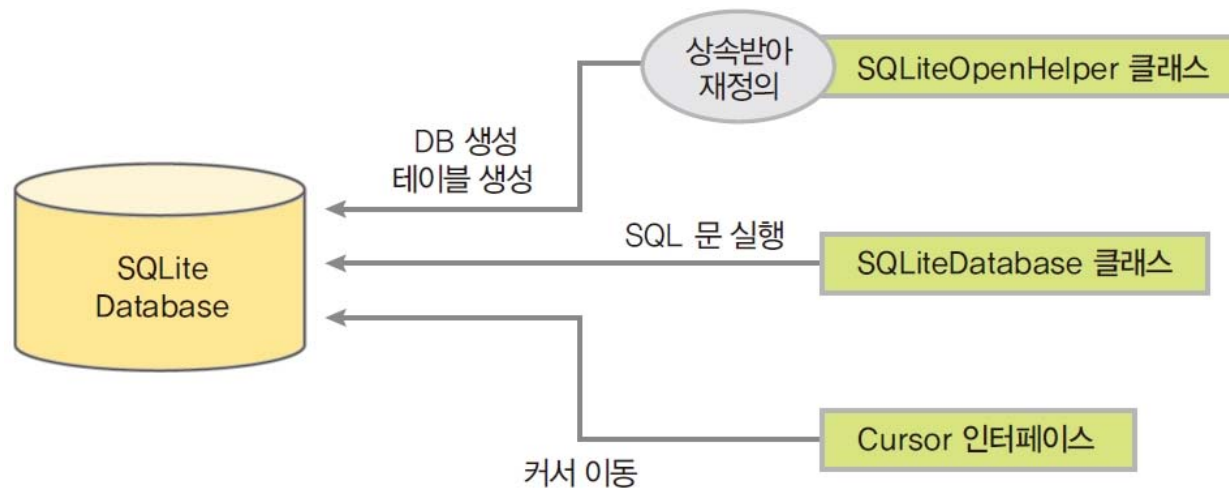 상속받아
재정의
SQLiteOpenHelper 클래스
DB 생성
테이블 생성
SQL 문 실행
SQLiteDatabase 클래스
SQLite
Database
Cursor 인터페이스
커서 이동